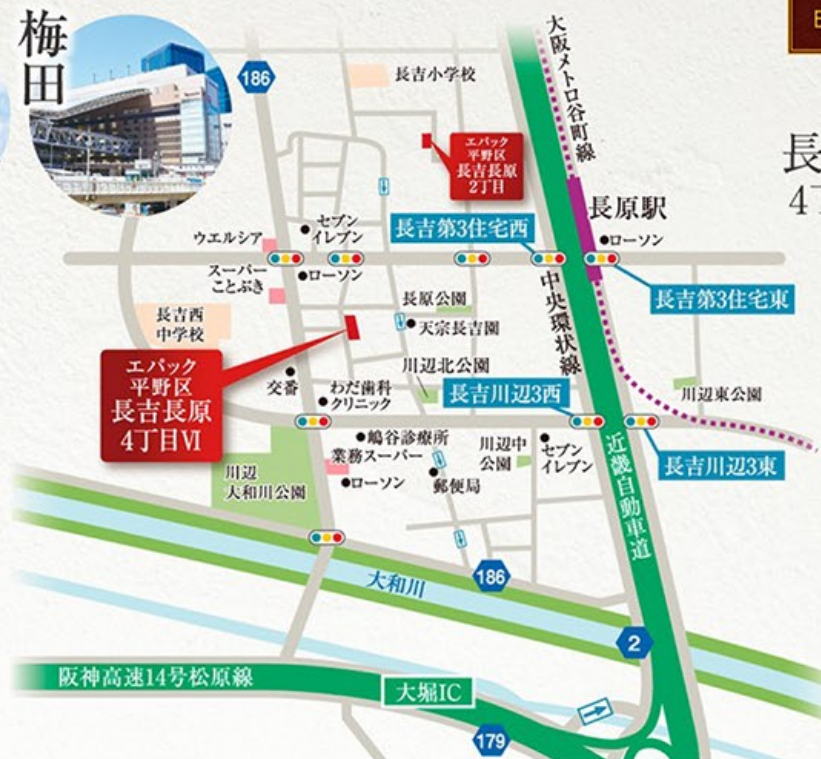 梅田
186
長吉小学校
大阪メトロ谷町線
エパック
平野区
長吉長原
2丁目
長
4丁
長原駅
ローソン
セブン
イレブン
ウエルシア
長吉第3住宅西
スーパー
ことぶき
ローソン
長吉第3住宅東
中央環状線
長原公園
長吉西
中学校
天宗長吉園
エパック
平野区
長吉長原
4丁目Ⅵ
川辺北公園
交番
わだ歯科
クリニック
長吉川辺3西
川辺東公園
嶋谷診療所
業務スーパー
川辺中
公園
セブン
イレブン
長吉川辺3東
近畿自動車道
川辺
大和川公園
ローソン
郵便局
大和川
186
2
阪神高速14号松原線
大堀IC
179